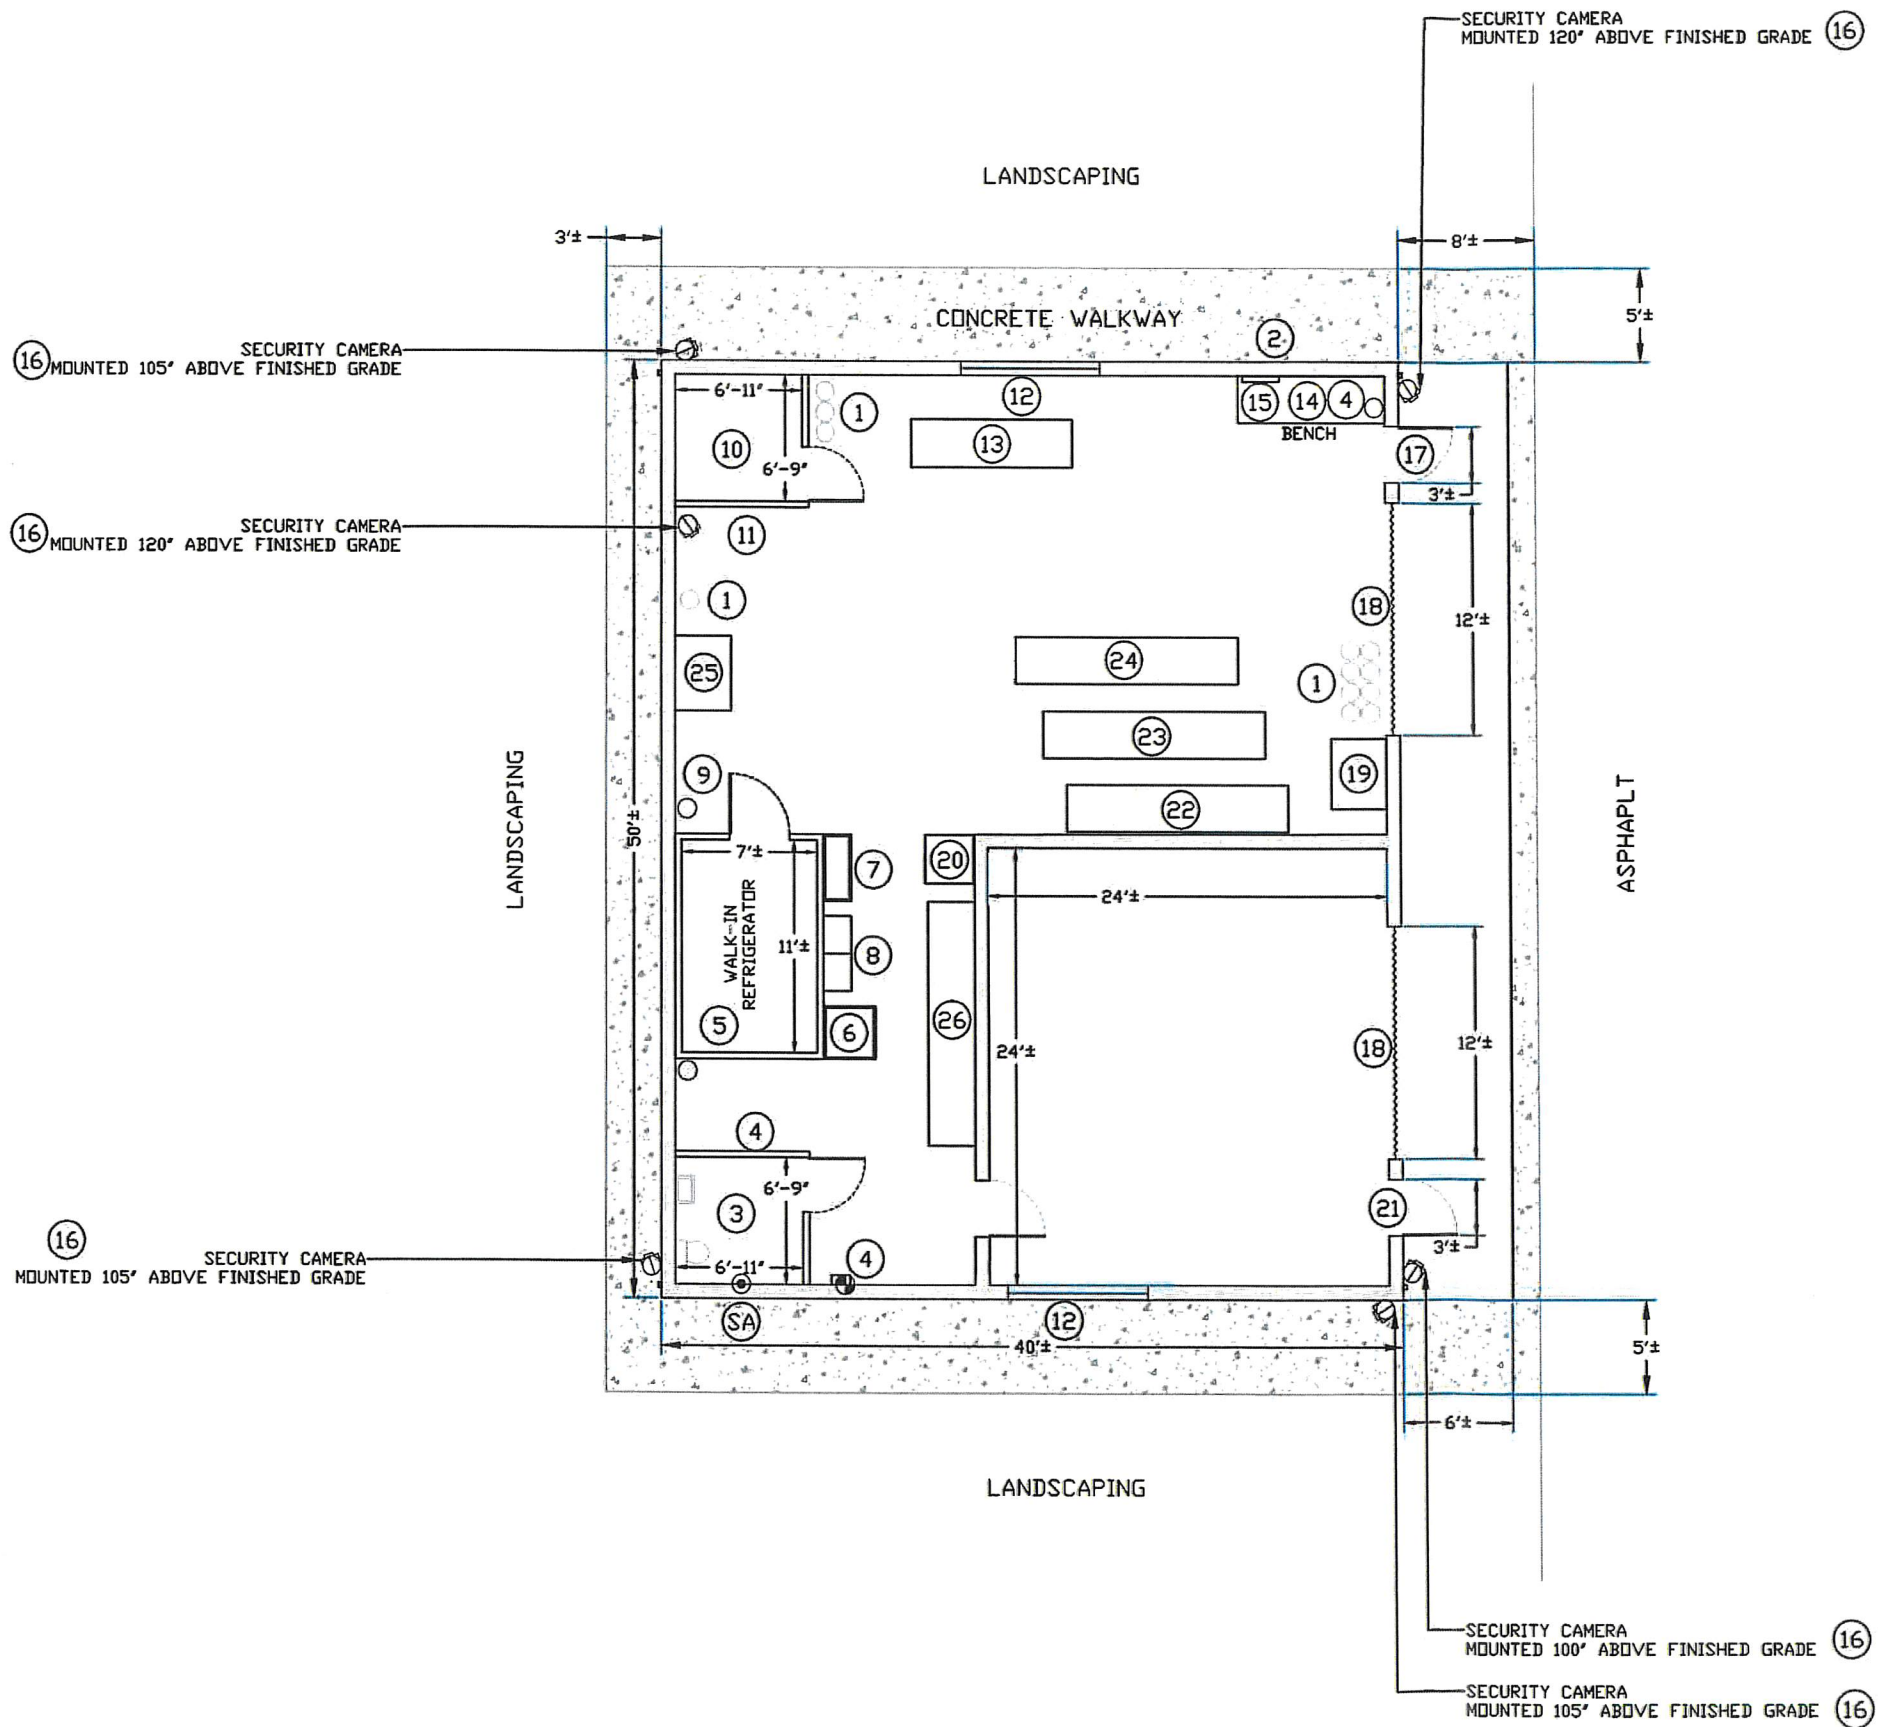 SECURITY CAMERA
MOUNTED 120" ABOVE FINISHED GRADE 16
LANDSCAPING
3'±
8'±
CONCRETE WALKWAY
5'±
2
SECURITY CAMERA
16 MOUNTED 105" ABOVE FINISHED GRADE
6'-11"
1
12
15 14 4
BENCH
10
13
17
6'-9"
3'±
SECURITY CAMERA
16 MOUNTED 120" ABOVE FINISHED GRADE
11
1
18
12'±
24
25
1
23
9
19
22
LANDSCAPING
50'±
ASPHAPLT
7'±
7
20
24'±
WALK-IN
REFRIGERATOR
11'±
8
5
6
26
24'±
18
12'±
4
6'-9"
3
21
16
SECURITY CAMERA
MOUNTED 105" ABOVE FINISHED GRADE
4
3'±
6'-11"
SA
12
40'±
5'±
6'±
LANDSCAPING
SECURITY CAMERA
MOUNTED 100" ABOVE FINISHED GRADE 16
SECURITY CAMERA
MOUNTED 105" ABOVE FINISHED GRADE 16